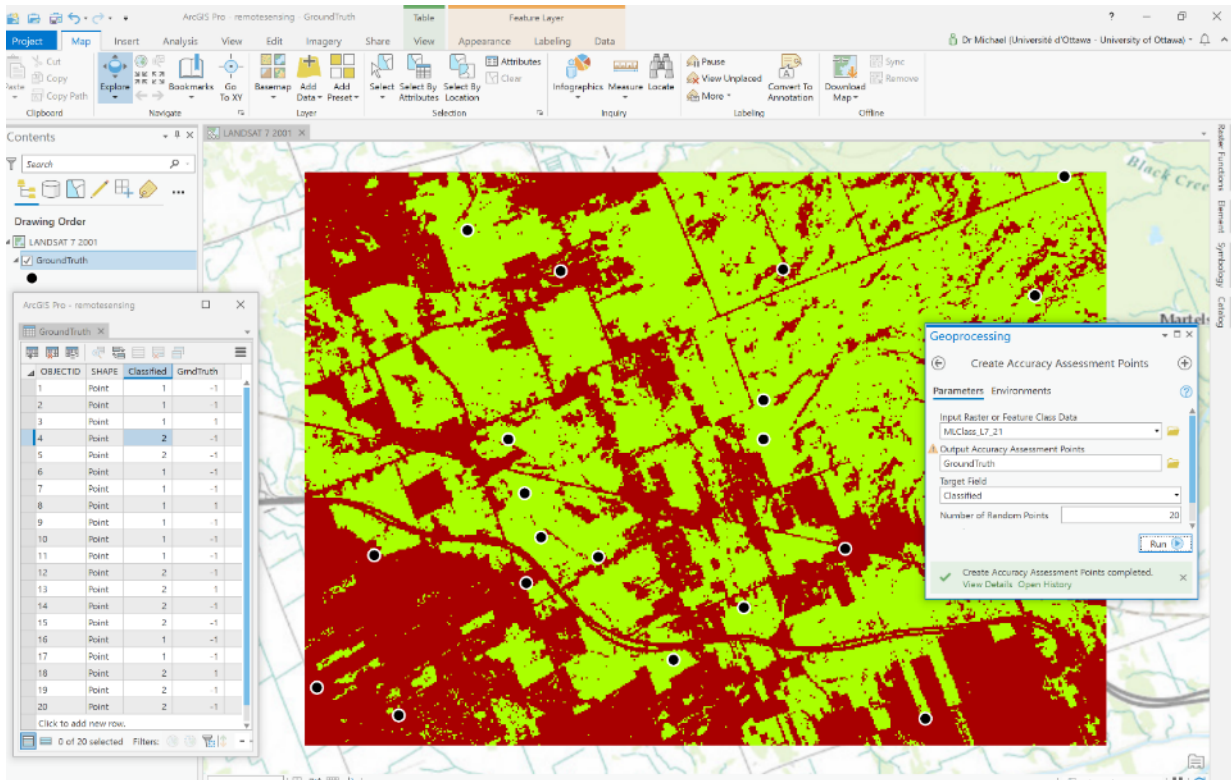 ArcGIS Pro - remotesensing - GroundTruth
Table
Feature Layer
?
Project Map Insert Analysis View Edit Imagery Share View Appearance Labeling Data
Dr Michael (Université d'Ottawa - University of Ottawa)
Paste
Cut
Copy
Copy Path
Explore
Bookmarks
Go To XY
Basemap
Add Data
Add Preset
Select
Select By Attributes
Select By Location
Attributes
Clear
Infographics
Measure
Locate
Pause
View Unplaced
More
Convert To Annotation
Download Map
Sync
Remove
Clipboard
Navigate
Layer
Selection
Inquiry
Labeling
Offline
Contents
Search
Drawing Order
LANDSAT 7 2001
GroundTruth
LANDSAT 7 2001
ArcGIS Pro - remotesensing
GroundTruth
OBJECTID SHAPE Classified GrndTruth
1 Point 1 -1
2 Point 1 -1
3 Point 1 1
4 Point 2 -1
5 Point 2 -1
6 Point 1 -1
7 Point 1 -1
8 Point 1 1
9 Point 1 -1
10 Point 1 -1
11 Point 1 -1
12 Point 2 -1
13 Point 2 1
14 Point 2 -1
15 Point 2 -1
16 Point 1 -1
17 Point 1 -1
18 Point 2 1
19 Point 2 -1
20 Point 2 -1
Click to add new row.
0 of 20 selected Filters:
Black
Martel
Geoprocessing
Create Accuracy Assessment Points
Parameters Environments
Input Raster or Feature Class Data
MLClass_L7_21
Output Accuracy Assessment Points
GroundTruth
Target Field
Classified
Number of Random Points 20
Run
Create Accuracy Assessment Points completed.
View Details Open History
Raster Functions
Element
Symbology
Catalog